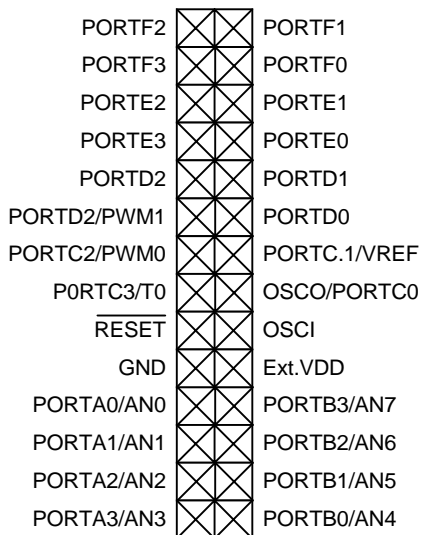 PORTF2 PORTF1
PORTF3 PORTF0
PORTE2 PORTE1
PORTE3 PORTE0
PORTD2 PORTD1
PORTD2/PWM1 PORTD0
PORTC2/PWM0 PORTC.1/VREF
P0RTC3/T0 OSCO/PORTC0
RESET OSCI
GND Ext.VDD
PORTA0/AN0 PORTB3/AN7
PORTA1/AN1 PORTB2/AN6
PORTA2/AN2 PORTB1/AN5
PORTA3/AN3 PORTB0/AN4